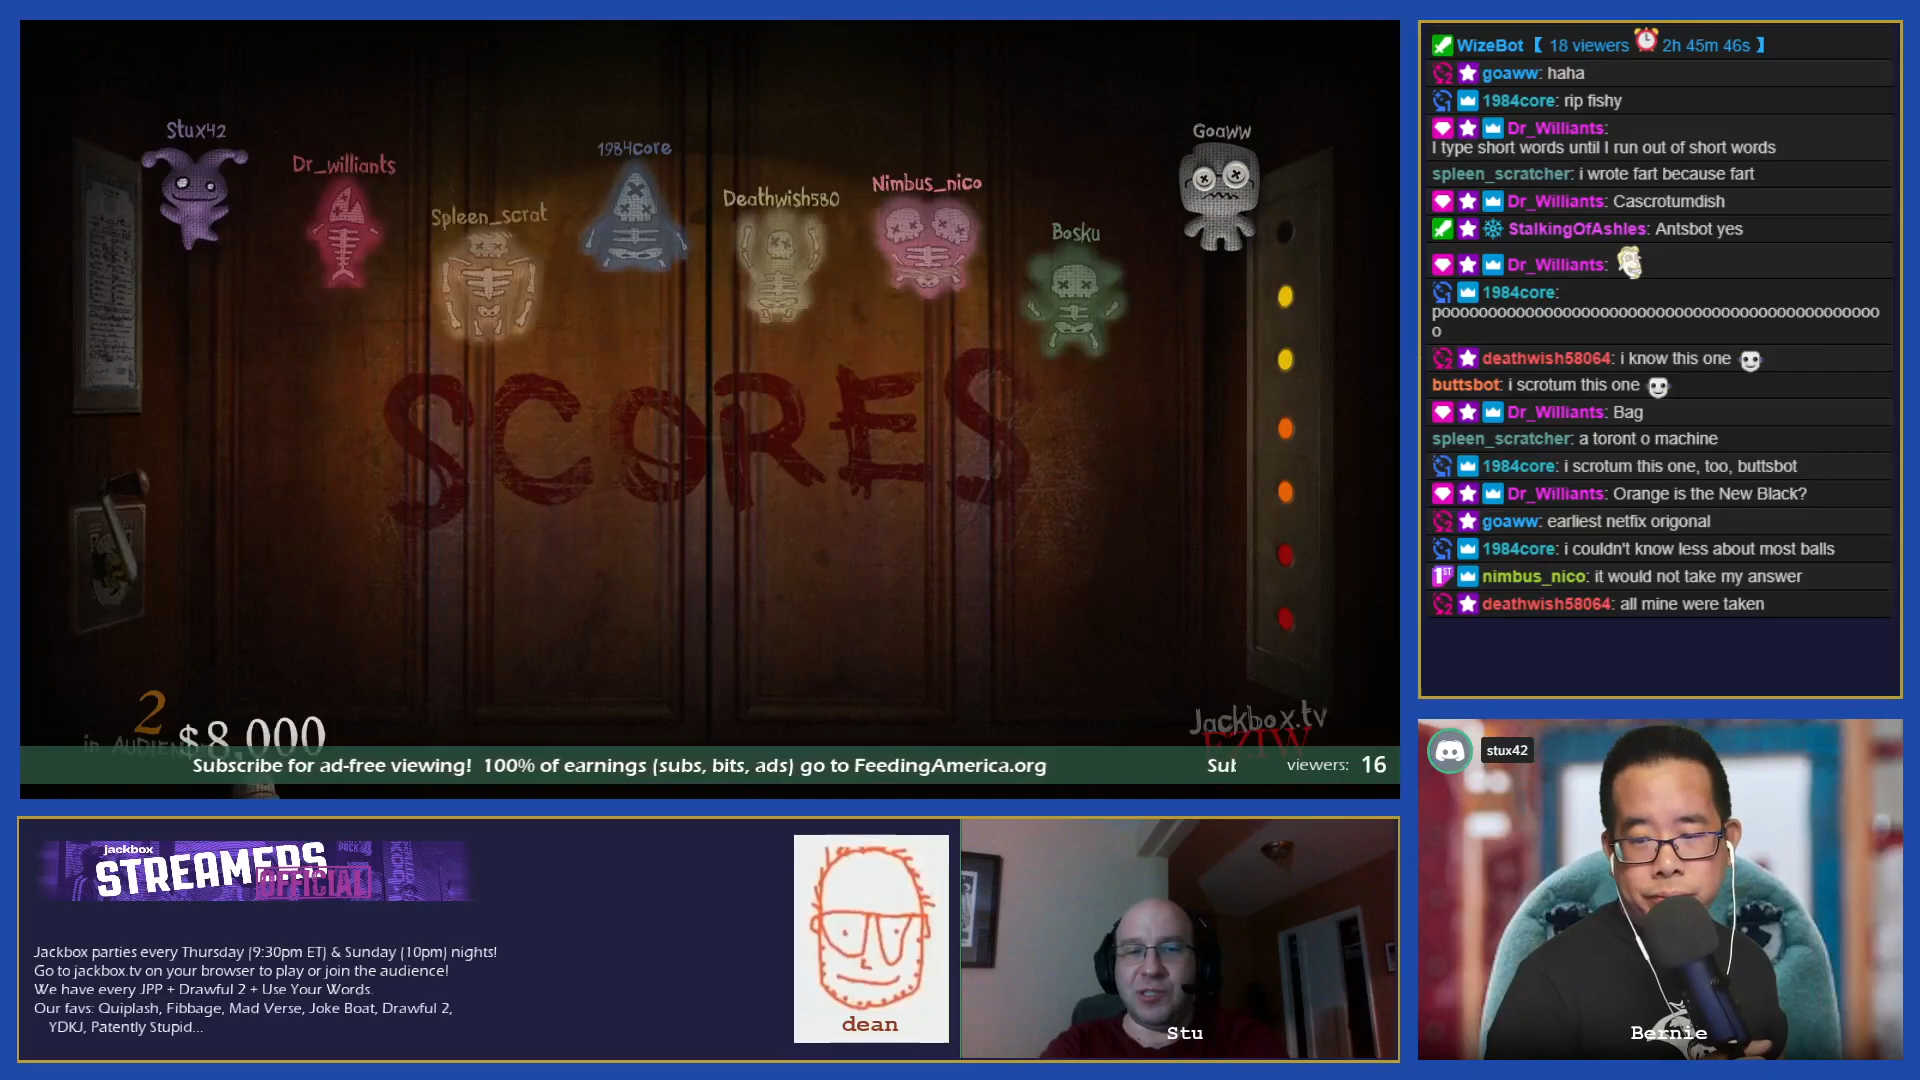 Stux42
Dr_williants
Spleen_scrat
1984core
Deathwish580
Nimbus_nico
Bosku
Goaww
SCORES
2
in AUDIEN
$8,000
Jackbox.tv
EZIW
Subscribe for ad-free viewing!  100% of earnings (subs, bits, ads) go to FeedingAmerica.org
Sub
viewers: 16
WizeBot 【 18 viewers ⏰ 2h 45m 46s 】
goaww: haha
1984core: rip fishy
Dr_Williants:
I type short words until I run out of short words
spleen_scratcher: i wrote fart because fart
Dr_Williants: Cascrotumdish
StalkingOfAshles: Antsbot yes
Dr_Williants:
1984core:
pooooooooooooooooooooooooooooooooooooooooooooooo
o
deathwish58064: i know this one
buttsbot: i scrotum this one
Dr_Williants: Bag
spleen_scratcher: a toront o machine
1984core: i scrotum this one, too, buttsbot
Dr_Williants: Orange is the New Black?
goaww: earliest netfix origonal
1984core: i couldn't know less about most balls
1ST nimbus_nico: it would not take my answer
deathwish58064: all mine were taken
jackbox
STREAMERS
OFFICIAL
Jackbox parties every Thursday (9:30pm ET) & Sunday (10pm) nights!
Go to jackbox.tv on your browser to play or join the audience!
We have every JPP + Drawful 2 + Use Your Words.
Our favs: Quiplash, Fibbage, Mad Verse, Joke Boat, Drawful 2,
YDKJ, Patently Stupid...
dean
Stu
stux42
Bernie